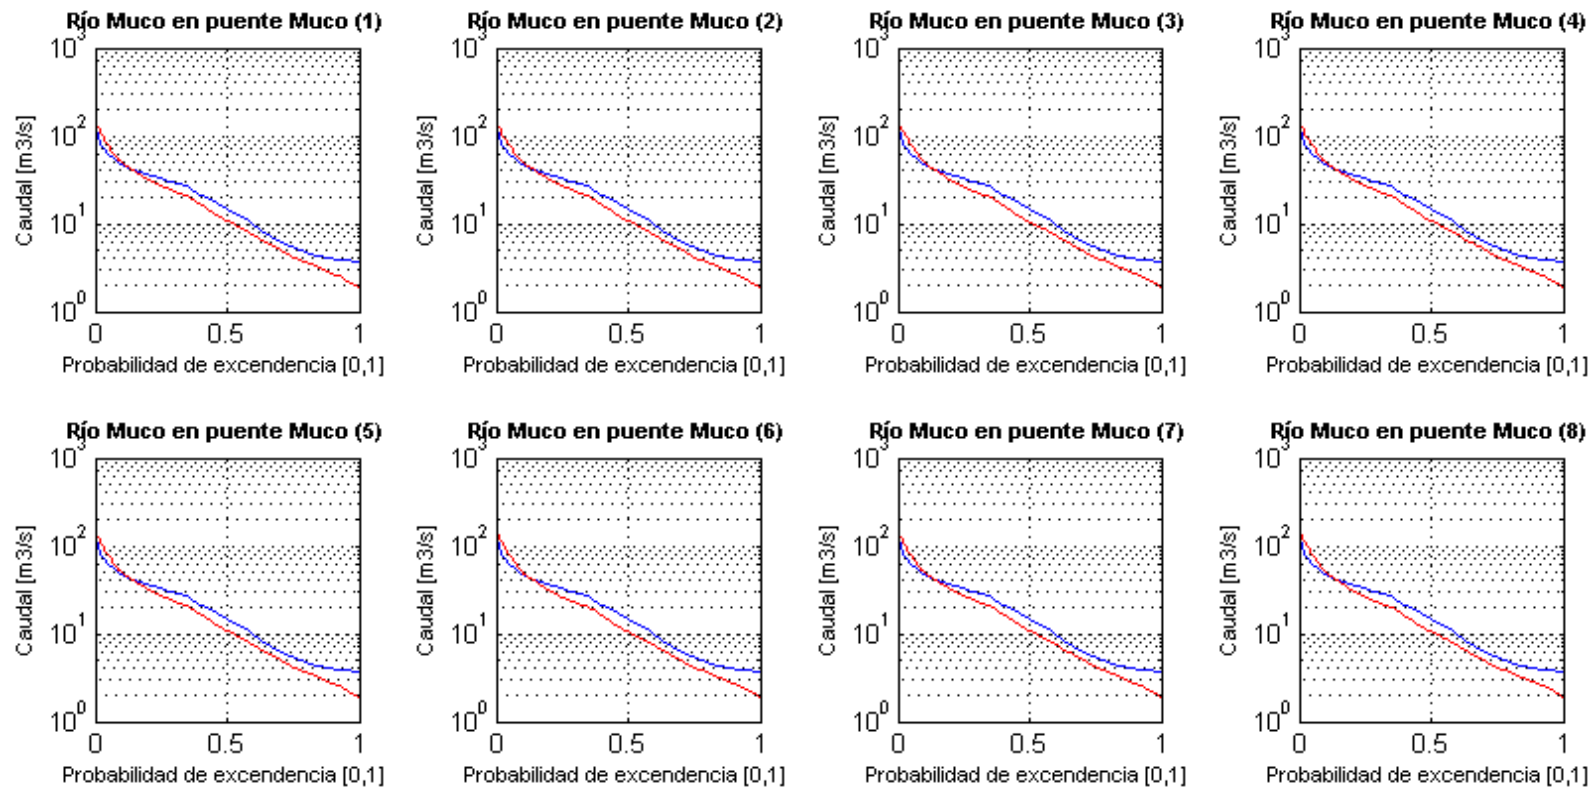 Río Muco en puente Muco (1)
10^3
10^2
10^1
10^0
Caudal [m3/s]
0 0.5 1
Probabilidad de excendencia [0,1]
Río Muco en puente Muco (2)
10^3
10^2
10^1
10^0
Caudal [m3/s]
0 0.5 1
Probabilidad de excendencia [0,1]
Río Muco en puente Muco (3)
10^3
10^2
10^1
10^0
Caudal [m3/s]
0 0.5 1
Probabilidad de excendencia [0,1]
Río Muco en puente Muco (4)
10^3
10^2
10^1
10^0
Caudal [m3/s]
0 0.5 1
Probabilidad de excendencia [0,1]
Río Muco en puente Muco (5)
10^3
10^2
10^1
10^0
Caudal [m3/s]
0 0.5 1
Probabilidad de excendencia [0,1]
Río Muco en puente Muco (6)
10^3
10^2
10^1
10^0
Caudal [m3/s]
0 0.5 1
Probabilidad de excendencia [0,1]
Río Muco en puente Muco (7)
10^3
10^2
10^1
10^0
Caudal [m3/s]
0 0.5 1
Probabilidad de excendencia [0,1]
Río Muco en puente Muco (8)
10^3
10^2
10^1
10^0
Caudal [m3/s]
0 0.5 1
Probabilidad de excendencia [0,1]